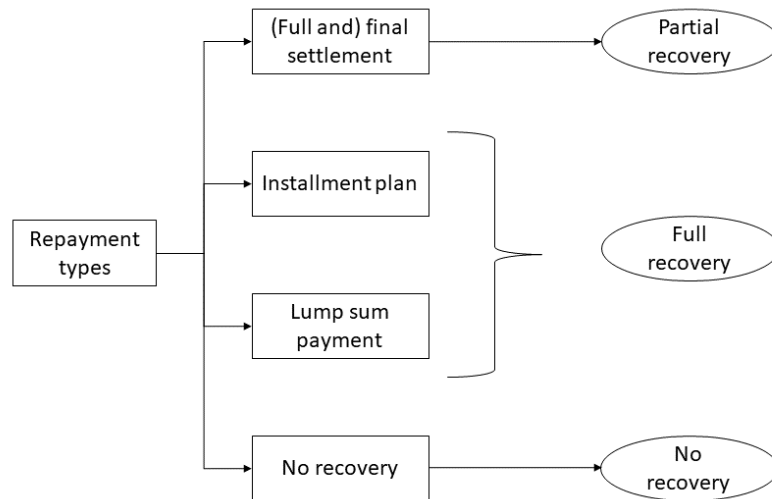 (Full and) final
settlement
Partial
recovery
Installment plan
Repayment
types
Full
recovery
Lump sum
payment
No recovery
No
recovery